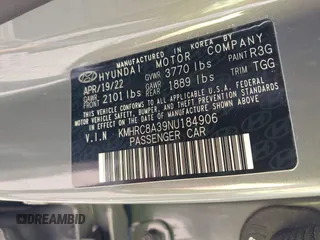 MANUFACTURED IN KOREA BY
HYUNDAI MOTOR COMPANY
APR/19/22 GVWR 3770 lbs PAINT R3G
GAWR FRONT 2101 lbs GAWR REAR 1889 lbs TRIM TGG
THIS VEHICLE CONFORMS TO ALL APPLICABLE FEDERAL MOTOR VEHICLE SAFETY, BUMPER, AND THEFT PREVENTION STANDARDS IN EFFECT ON THE DATE OF MANUFACTURE SHOWN ABOVE.
V.I.N KMHRC8A39NU184906
PASSENGER CAR
DREAMBID